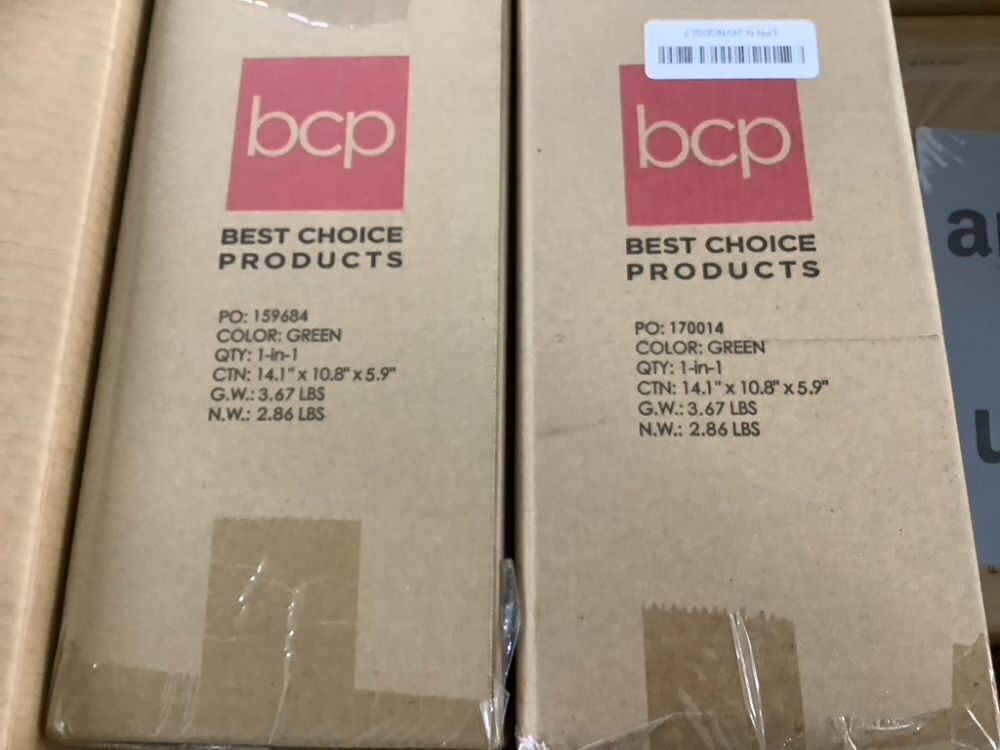 bcp
BEST CHOICE
PRODUCTS
PO: 159684
COLOR: GREEN
QTY: 1-in-1
CTN: 14.1" x 10.8" x 5.9"
G.W.: 3.67 LBS
N.W.: 2.86 LBS
bcp
BEST CHOICE
PRODUCTS
PO: 170014
COLOR: GREEN
QTY: 1-in-1
CTN: 14.1" x 10.8" x 5.9"
G.W.: 3.67 LBS
N.W.: 2.86 LBS